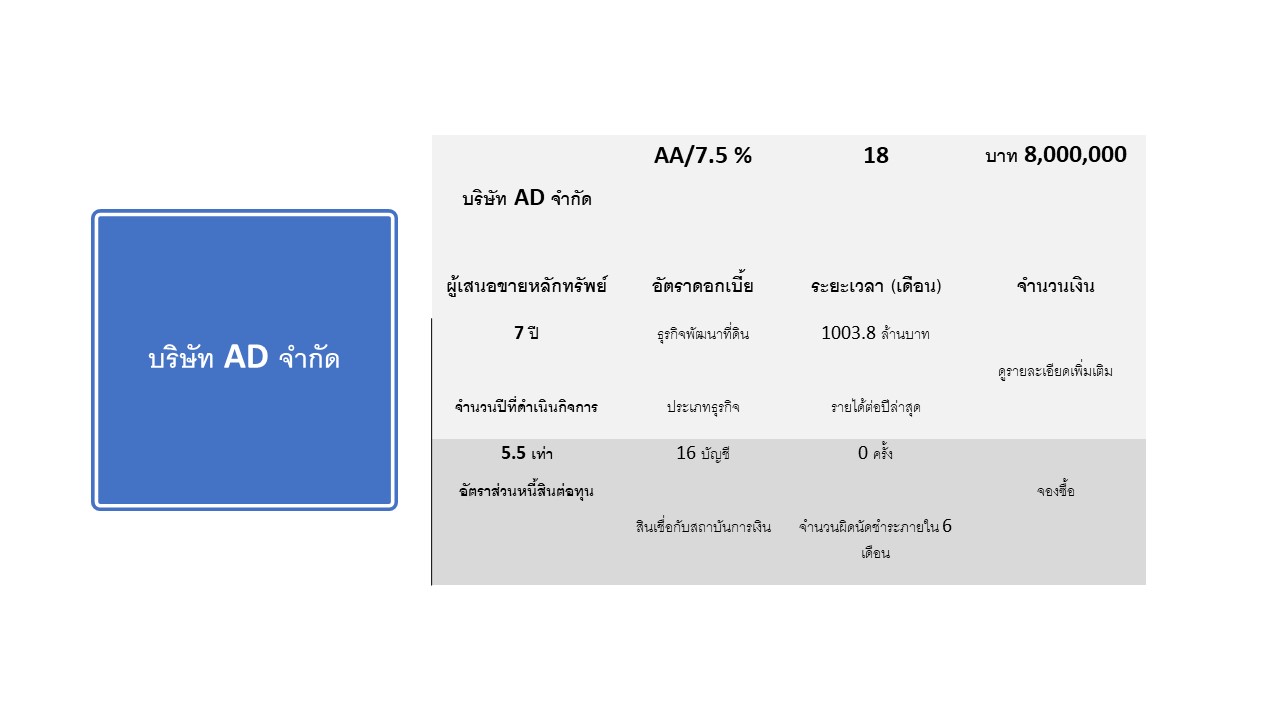 บริษัท AD จำกัด
AA/7.5 %
18
บาท 8,000,000
บริษัท AD จำกัด
ผู้เสนอขายหลักทรัพย์
อัตราดอกเบี้ย
ระยะเวลา (เดือน)
จำนวนเงิน
7 ปี
ธุรกิจพัฒนาที่ดิน
1003.8 ล้านบาท
ดูรายละเอียดเพิ่มเติม
จำนวนปีที่ดำเนินกิจการ
ประเภทธุรกิจ
รายได้ต่อปีล่าสุด
5.5 เท่า
16 บัญชี
0 ครั้ง
อัตราส่วนหนี้สินต่อทุน
จองซื้อ
สินเชื่อกับสถาบันการเงิน
จำนวนผิดนัดชำระภายใน 6
เดือน